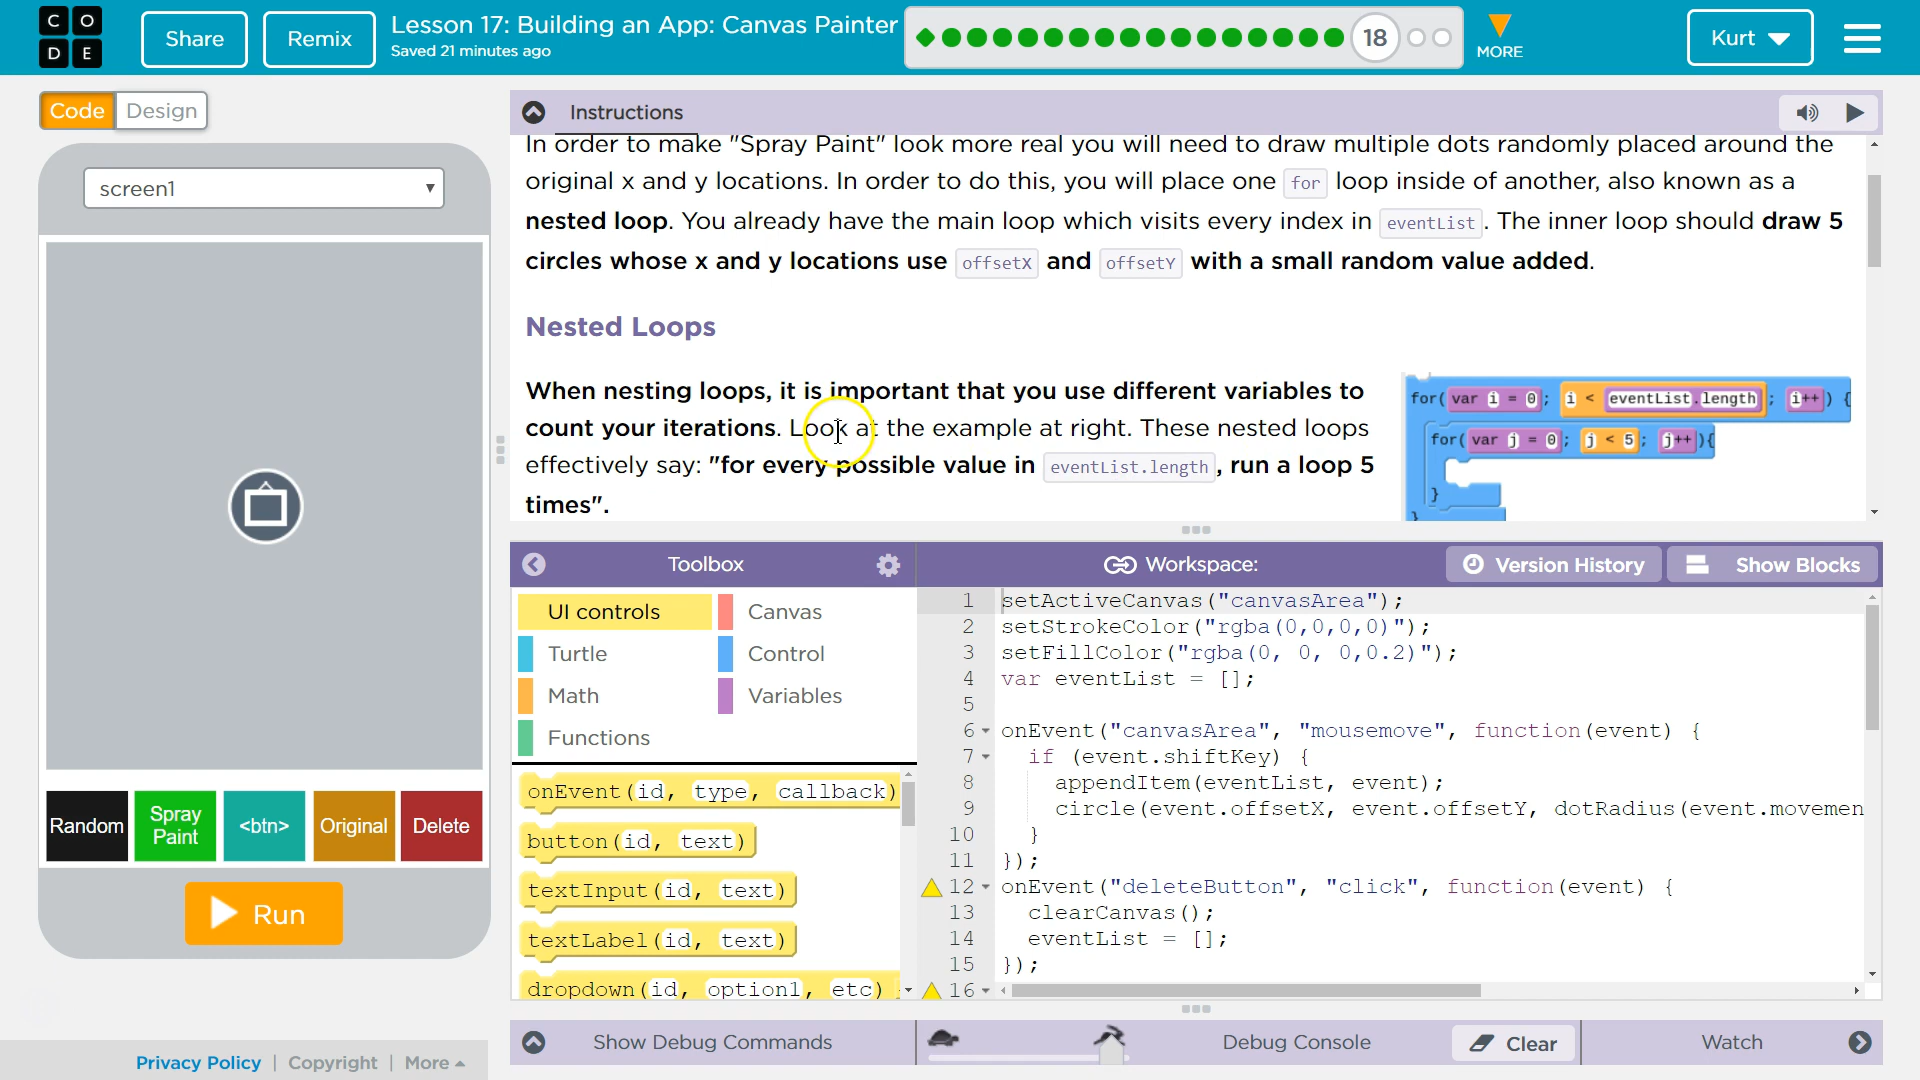 C O D E
Share
Remix
Lesson 17: Building an App: Canvas Painter
Saved 21 minutes ago
18
MORE
Kurt
Code
Design
screen1
Random
Spray
Paint
<btn>
Original
Delete
Run
Privacy Policy | Copyright | More
Instructions
In order to make "Spray Paint" look more real you will need to draw multiple dots randomly placed around the
original x and y locations. In order to do this, you will place one for loop inside of another, also known as a
nested loop. You already have the main loop which visits every index in eventList. The inner loop should draw 5
circles whose x and y locations use offsetX and offsetY with a small random value added.
Nested Loops
When nesting loops, it is important that you use different variables to
count your iterations. Look at the example at right. These nested loops
effectively say: "for every possible value in eventList.length, run a loop 5
times".
for( var i = 0; i < eventList.length; i++) {
for( var j = 0; j < 5; j++){
}
}
Toolbox
UI controls
Canvas
Turtle
Control
Math
Variables
Functions
onEvent(id, type, callback)
button(id, text)
textInput(id, text)
textLabel(id, text)
dropdown(id, option1, etc)
Workspace:
Version History
Show Blocks
1 setActiveCanvas("canvasArea");
2 setStrokeColor("rgba(0,0,0,0)");
3 setFillColor("rgba(0, 0, 0,0.2)");
4 var eventList = [];
5
6 onEvent("canvasArea", "mousemove", function(event) {
7 if (event.shiftKey) {
8 appendItem(eventList, event);
9 circle(event.offsetX, event.offsetY, dotRadius(event.movemen
10 }
11 });
12 onEvent("deleteButton", "click", function(event) {
13 clearCanvas();
14 eventList = [];
15 });
16
Show Debug Commands
Debug Console
Clear
Watch